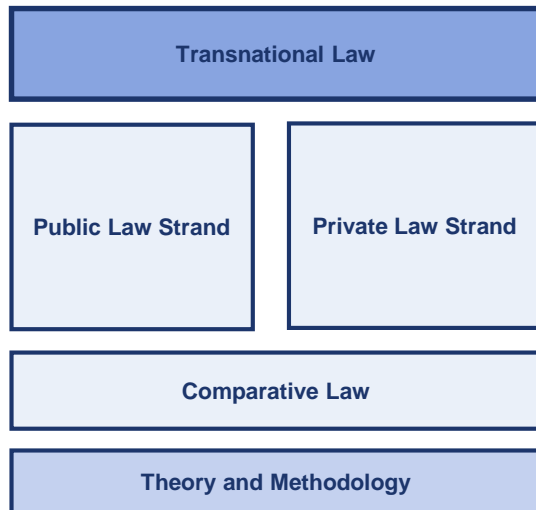 Transnational Law
Public Law Strand
Private Law Strand
Comparative Law
Theory and Methodology